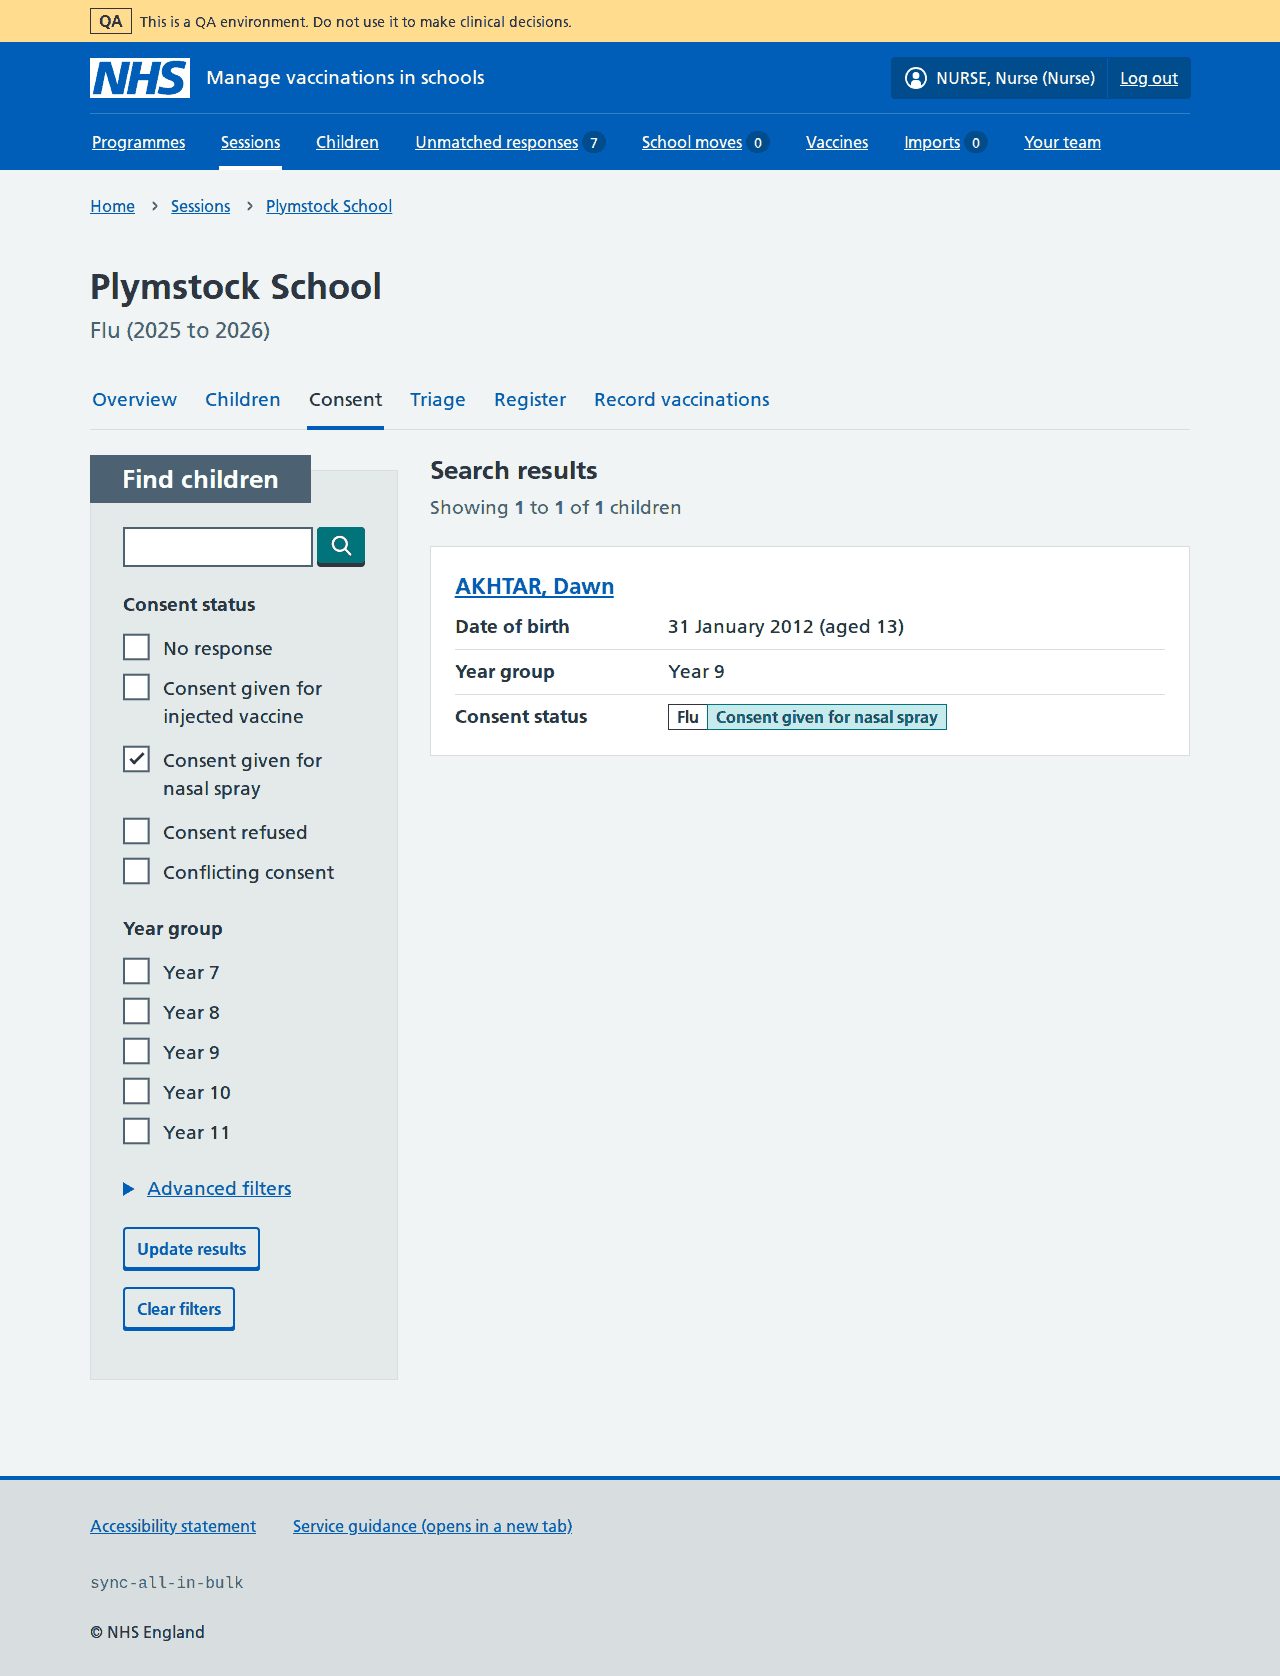 QA This is a QA environment. Do not use it to make clinical decisions.
NHS Manage vaccinations in schools NURSE, Nurse (Nurse) Log out
Programmes Sessions Children Unmatched responses 7 School moves 0 Vaccines Imports 0 Your team
Home Sessions Plymstock School
Plymstock School
Flu (2025 to 2026)
Overview Children Consent Triage Register Record vaccinations
Find children
Consent status
No response
Consent given for
injected vaccine
Consent given for
nasal spray
Consent refused
Conflicting consent
Year group
Year 7
Year 8
Year 9
Year 10
Year 11
Advanced filters
Update results
Clear filters
Search results
Showing 1 to 1 of 1 children
AKHTAR, Dawn
Date of birth 31 January 2012 (aged 13)
Year group Year 9
Consent status Flu Consent given for nasal spray
Accessibility statement Service guidance (opens in a new tab)
sync-all-in-bulk
© NHS England